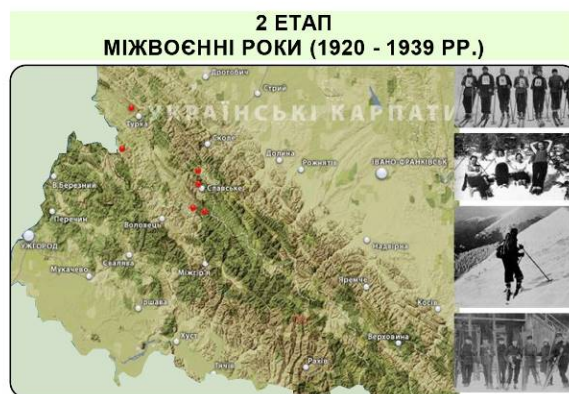 2 ЕТАП
МІЖВОЄННІ РОКИ (1920 - 1939 РР.)
Дрогобич
Стрий
УКРАЇНСЬКІ КАРПАТИ
Турка
Сколе
Долина
Рожнятів
ІВАНО-ФРАНКІВСЬК
В.Березний
Славське
Перечин
Воловець
УЖГОРОД
Надвірна
Свалява
Мукачево
Міжгір'я
Яремче
Іршава
Косів
Хуст
Верховина
Тячів
Рахів